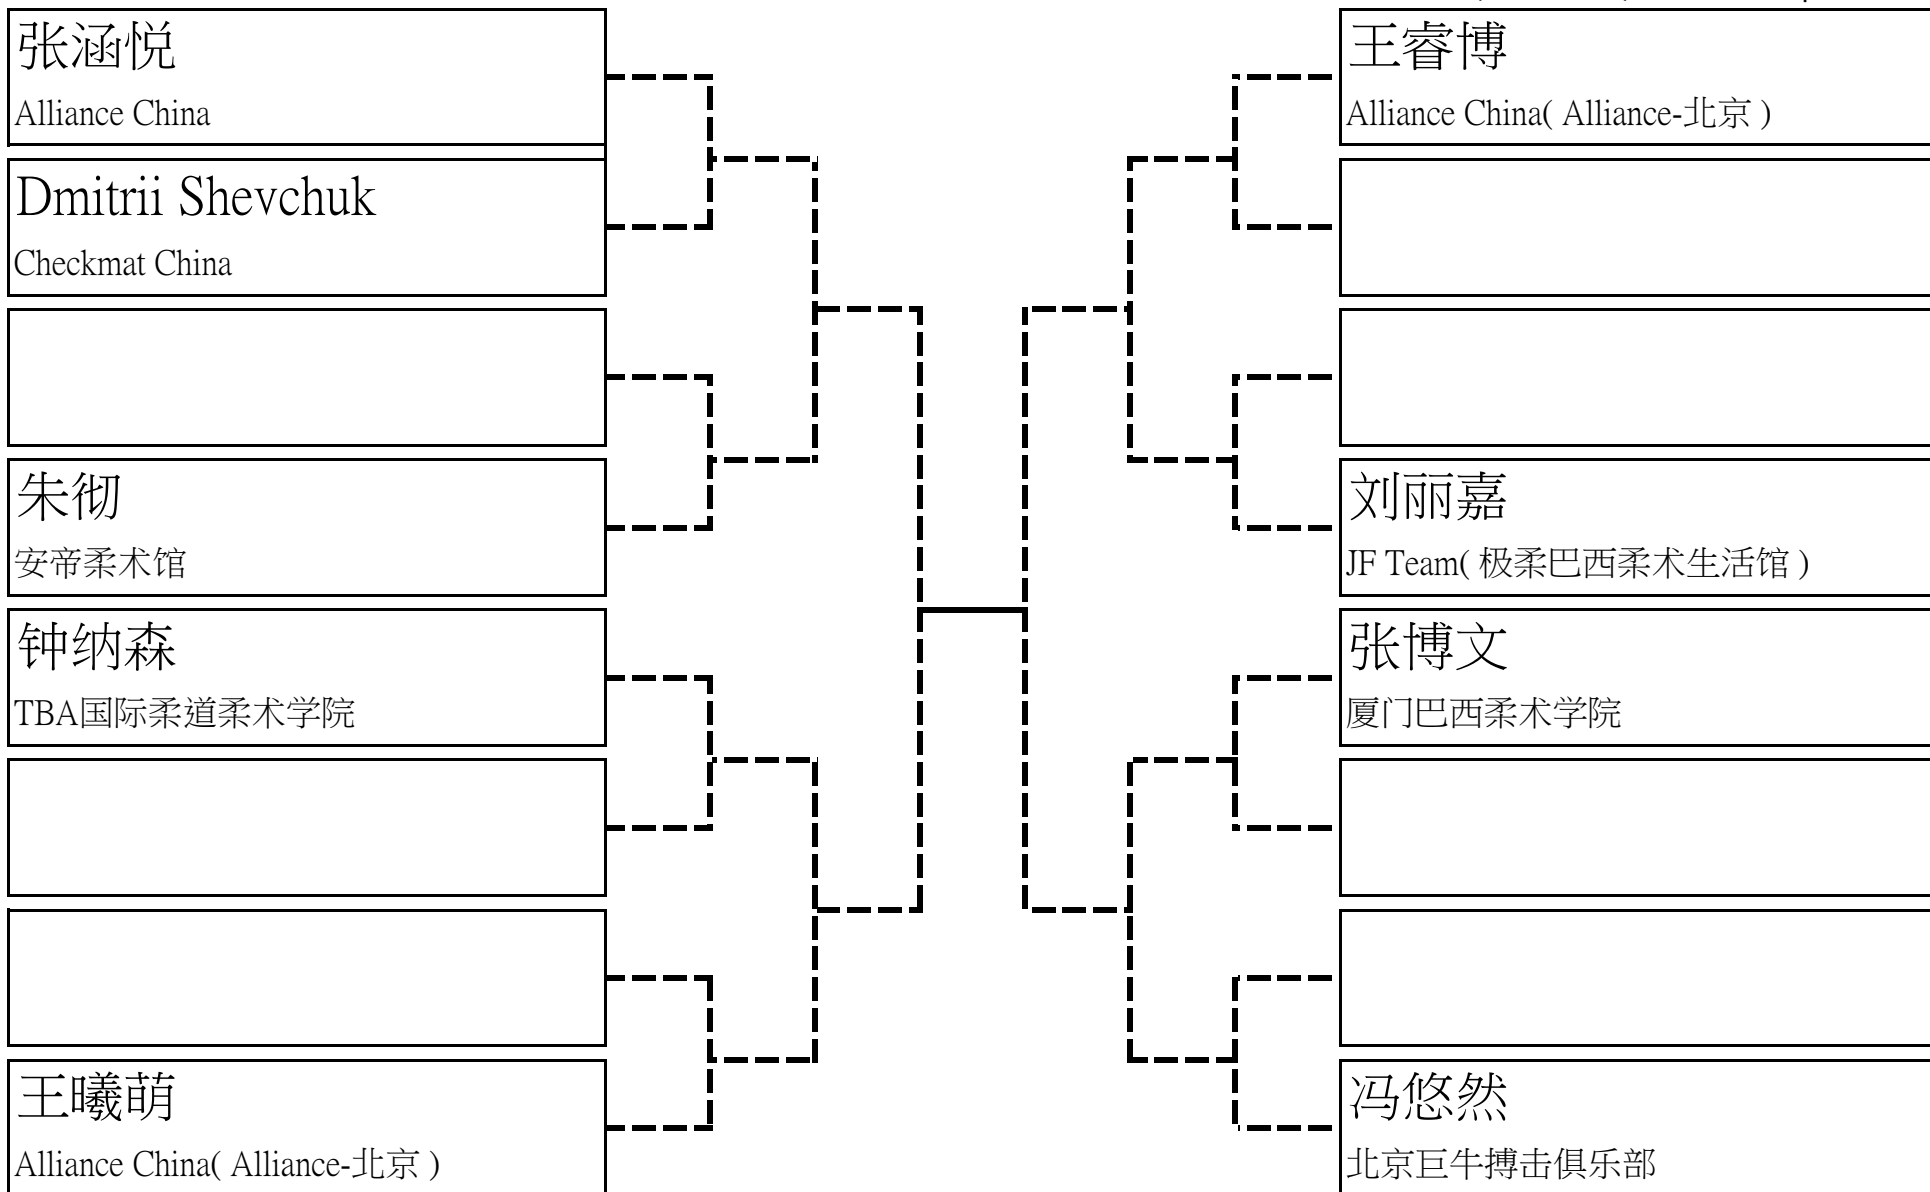 张涵悦
Alliance China
Dmitrii Shevchuk
Checkmat China
朱彻
安帝柔术馆
钟纳森
TBA国际柔道柔术学院
王曦萌
Alliance China( Alliance-北京 )
王睿博
Alliance China( Alliance-北京 )
刘丽嘉
JF Team( 极柔巴西柔术生活馆 )
张博文
厦门巴西柔术学院
冯悠然
北京巨牛搏击俱乐部